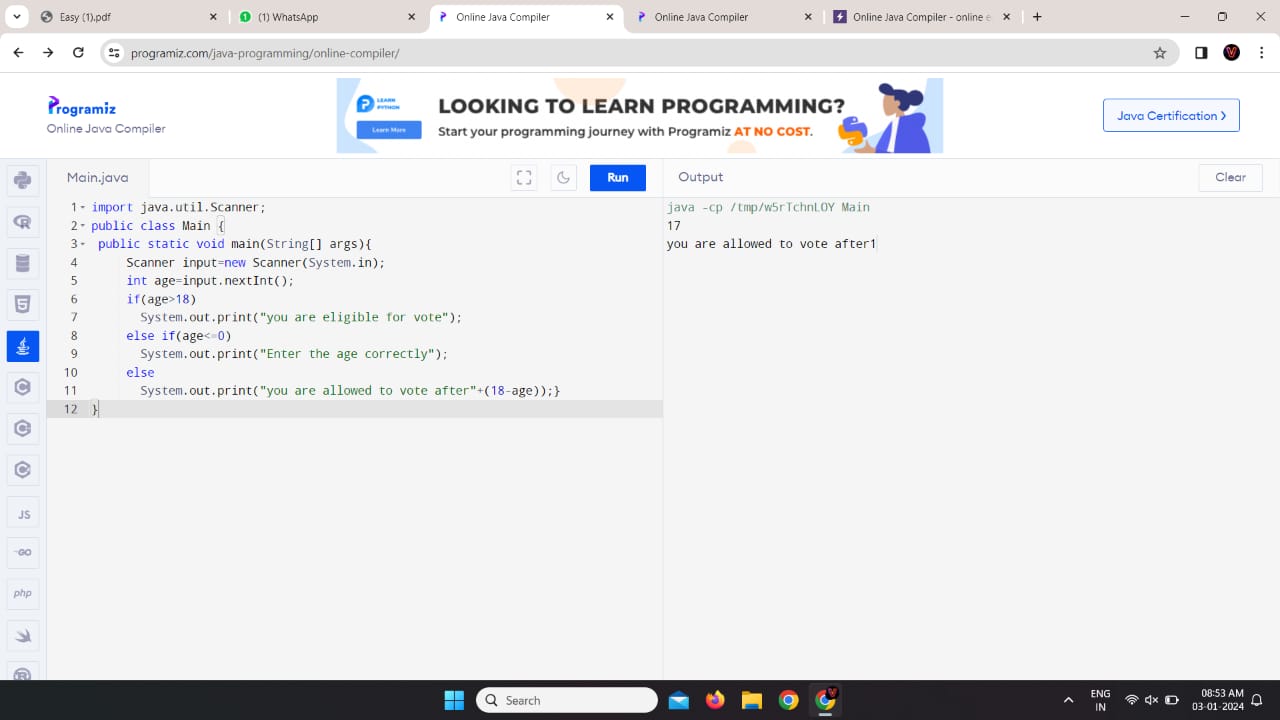 Easy (1).pdf
(1) WhatsApp
Online Java Compiler
Online Java Compiler
Online Java Compiler - online e
programiz.com/java-programming/online-compiler/
Programiz
Online Java Compiler
LEARN
PYTHON
Learn More
LOOKING TO LEARN PROGRAMMING?
Start your programming journey with Programiz AT NO COST.
Java Certification
Main.java
Run
Output
Clear
1 import java.util.Scanner;
2 public class Main {
3 public static void main(String[] args){
4 Scanner input=new Scanner(System.in);
5 int age=input.nextInt();
6 if(age>18)
7 System.out.print("you are eligible for vote");
8 else if(age<=0)
9 System.out.print("Enter the age correctly");
10 else
11 System.out.print("you are allowed to vote after"+(18-age));}
12 }
java -cp /tmp/w5rTchnLOY Main
17
you are allowed to vote after1
JS
GO
php
Search
ENG
IN
08:53 AM
03-01-2024